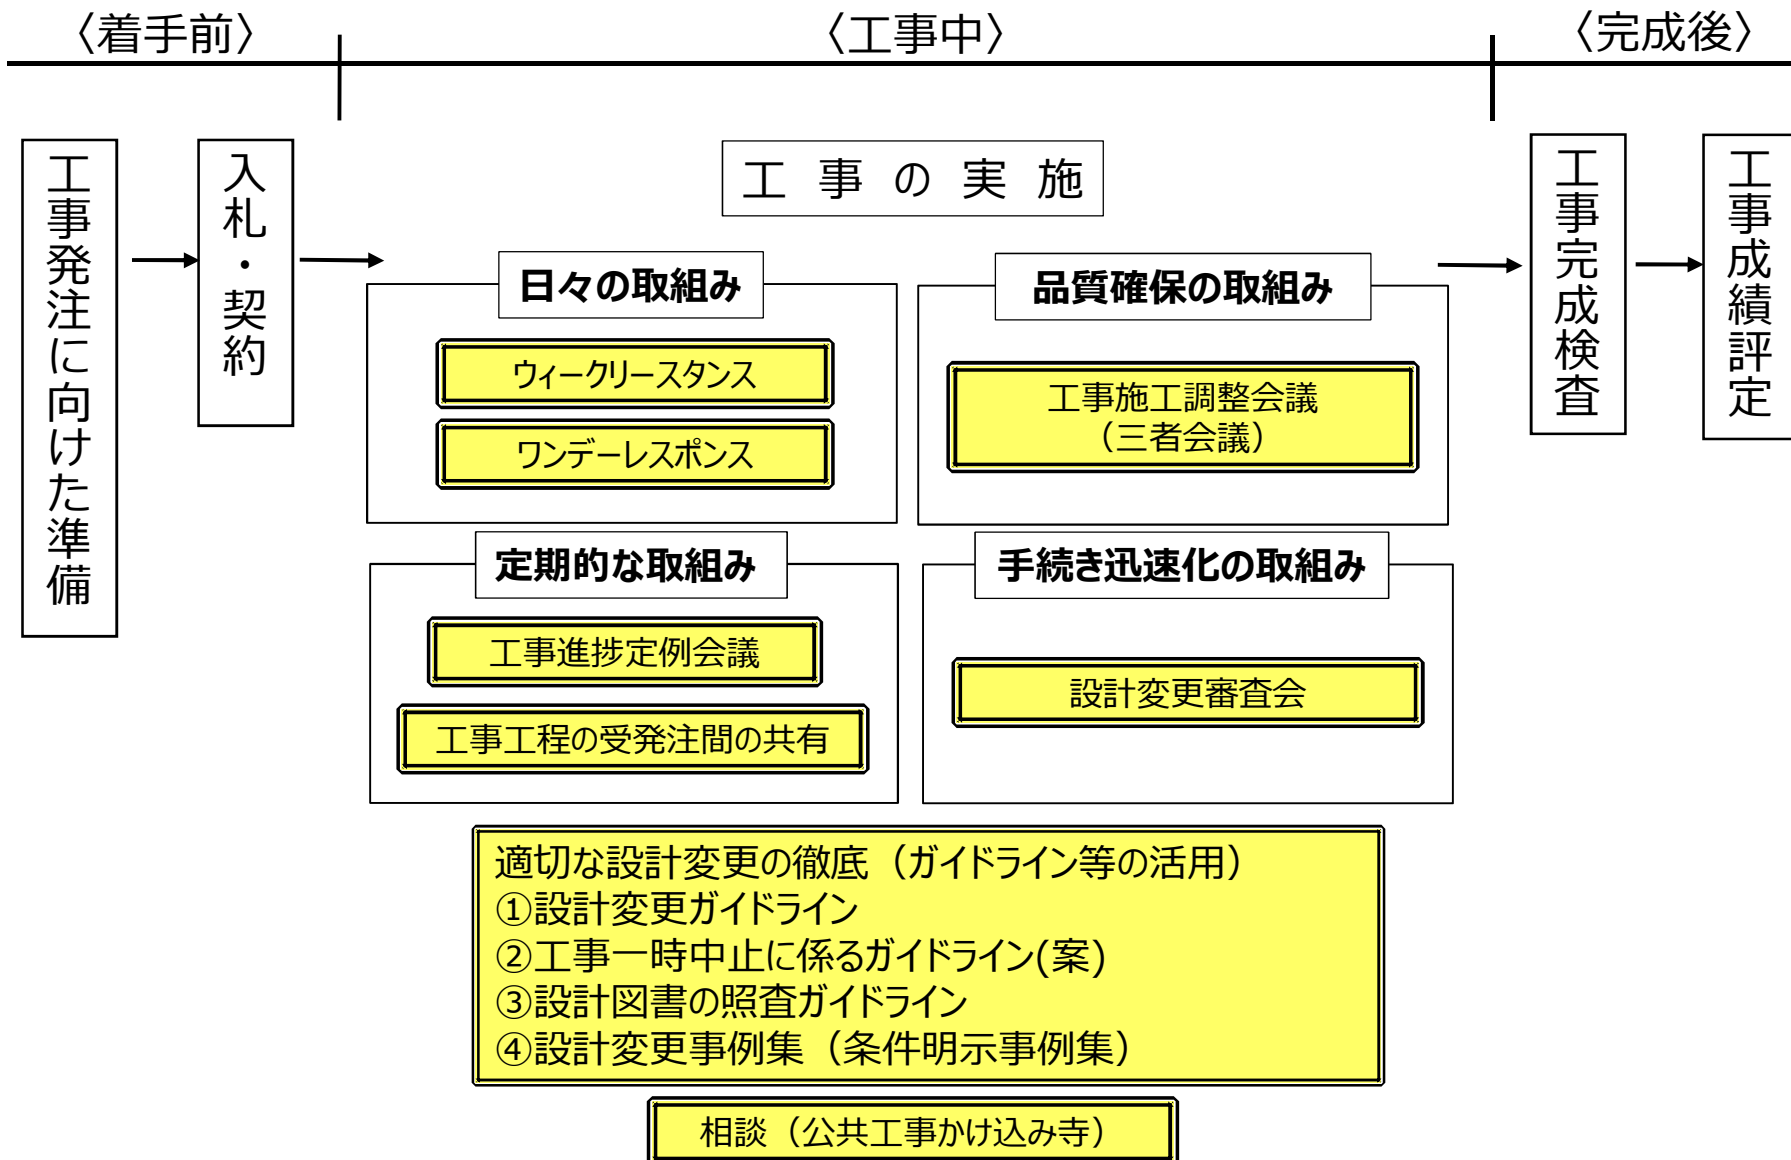 〈着手前〉
〈工事中〉
〈完成後〉
工事発注に向けた準備
入札・契約
工事の実施
日々の取組み
ウィークリースタンス
ワンデーレスポンス
品質確保の取組み
工事施工調整会議
（三者会議）
定期的な取組み
工事進捗定例会議
工事工程の受発注間の共有
手続き迅速化の取組み
設計変更審査会
工事完成検査
工事成績評定
適切な設計変更の徹底（ガイドライン等の活用）
①設計変更ガイドライン
②工事一時中止に係るガイドライン(案)
③設計図書の照査ガイドライン
④設計変更事例集（条件明示事例集）
相談（公共工事かけ込み寺）